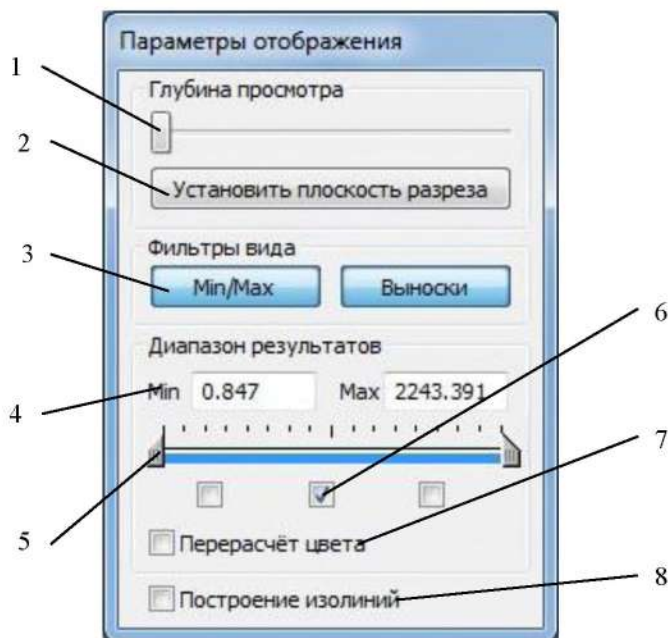 Параметры отображения
1
Глубина просмотра
2
Установить плоскость разреза
3
Фильтры вида
Min/Max Выноски
6
Диапазон результатов
4
Min 0.847 Max 2243.391
7
5
Перерасчёт цвета
8
Построение изолиний